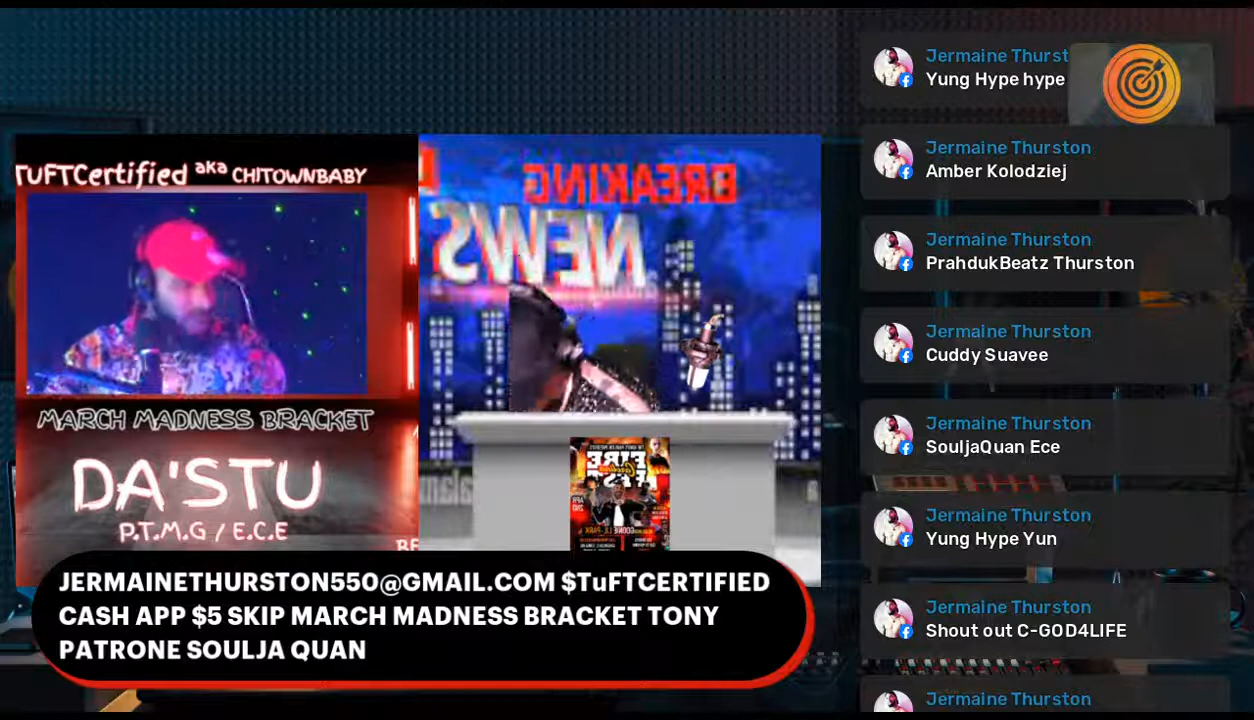 TuFTCertified aka CHITOWNBABY
MARCH MADNESS BRACKET
DA'STU
P.T.M.G / E.C.E
BREAKING
NEWS
FIRE
JERMAINETHURSTON550@GMAIL.COM $TuFTCERTIFIED
CASH APP $5 SKIP MARCH MADNESS BRACKET TONY
PATRONE SOULJA QUAN
Jermaine Thurst
Yung Hype hype
Jermaine Thurston
Amber Kolodziej
Jermaine Thurston
PrahdukBeatz Thurston
Jermaine Thurston
Cuddy Suavee
Jermaine Thurston
SouljaQuan Ece
Jermaine Thurston
Yung Hype Yun
Jermaine Thurston
Shout out C-GOD4LIFE
Jermaine Thurston